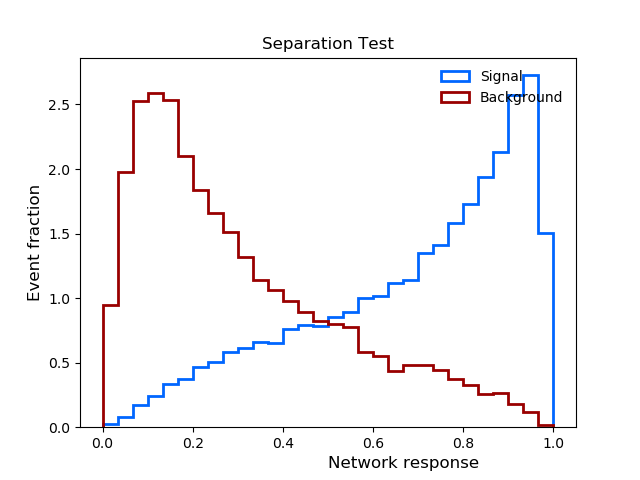 Separation Test
Signal
Background
2.5
2.0
1.5
1.0
0.5
0.0
Event fraction
0.0 0.2 0.4 0.6 0.8 1.0
Network response